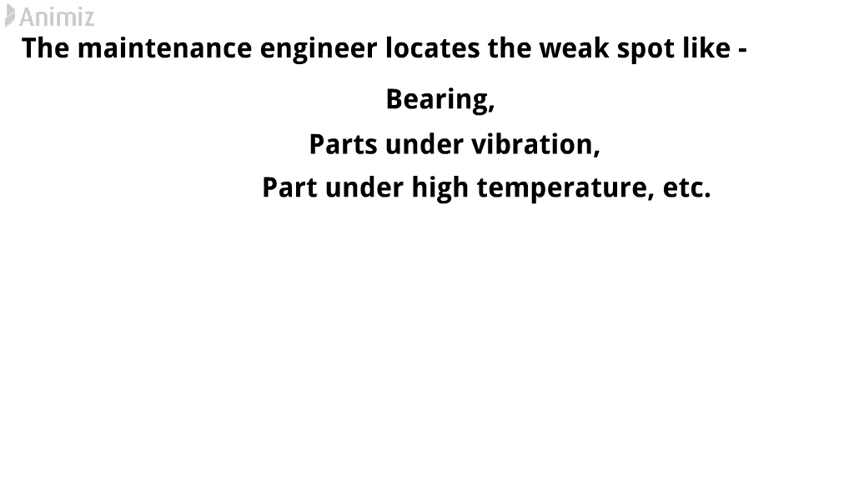 Animiz
The maintenance engineer locates the weak spot like -
Bearing,
Parts under vibration,
Part under high temperature, etc.